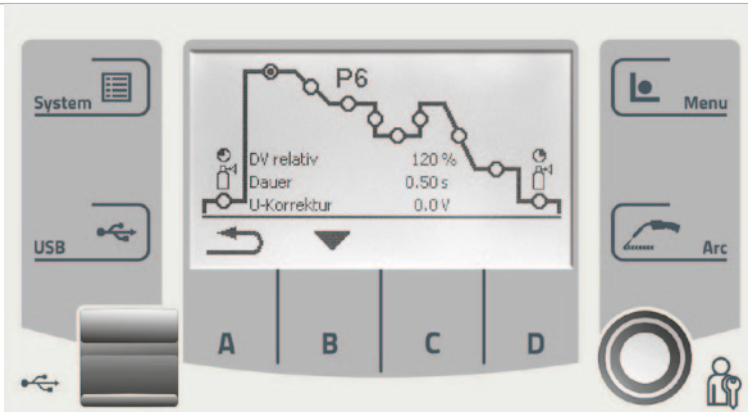 System
USB
P6
DV relativ 120 %
Dauer 0.50 s
U-Korrektur 0.0 V
A B C D
Menu
Arc